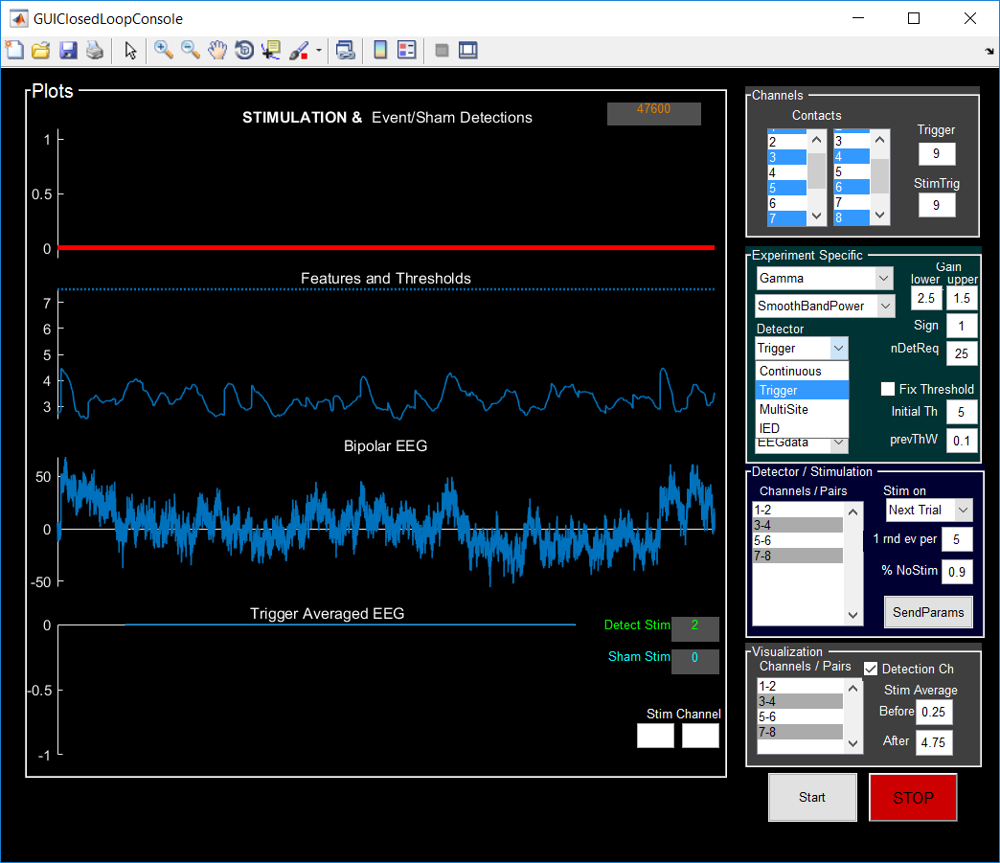 GUIClosedLoopConsole
Plots
STIMULATION & Event/Sham Detections
47600
1
0.5
0
Features and Thresholds
7
6
5
4
3
Bipolar EEG
50
0
-50
Trigger Averaged EEG
0
-0.5
-1
Detect Stim 2
Sham Stim 0
Stim Channel
Channels
Contacts
2
3
4
5
6
7
3
4
5
6
7
8
Trigger
9
StimTrig
9
Experiment Specific
Gain
lower upper
Gamma
2.5 1.5
SmoothBandPower
Sign 1
Detector
nDetReq 25
Trigger
Continuous
Trigger
MultiSite
IED
EEGdata
Fix Threshold
Initial Th 5
prevThW 0.1
Detector / Stimulation
Channels / Pairs
1-2
3-4
5-6
7-8
Stim on
Next Trial
1 rnd ev per 5
% NoStim 0.9
SendParams
Visualization
Channels / Pairs
1-2
3-4
5-6
7-8
Detection Ch
Stim Average
Before 0.25
After 4.75
Start
STOP